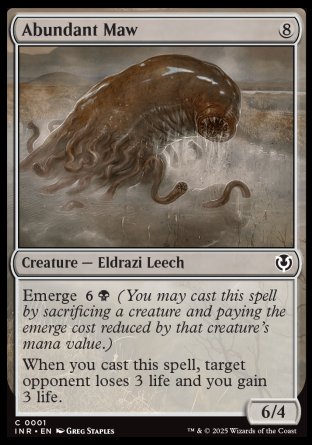 Abundant Maw 8
Creature — Eldrazi Leech
Emerge 6 (You may cast this spell
by sacrificing a creature and paying the
emerge cost reduced by that creature's
mana value.)
When you cast this spell, target
opponent loses 3 life and you gain
3 life.
6/4
C 0001
INR • EN Greg Staples
™ & © 2025 Wizards of the Coast